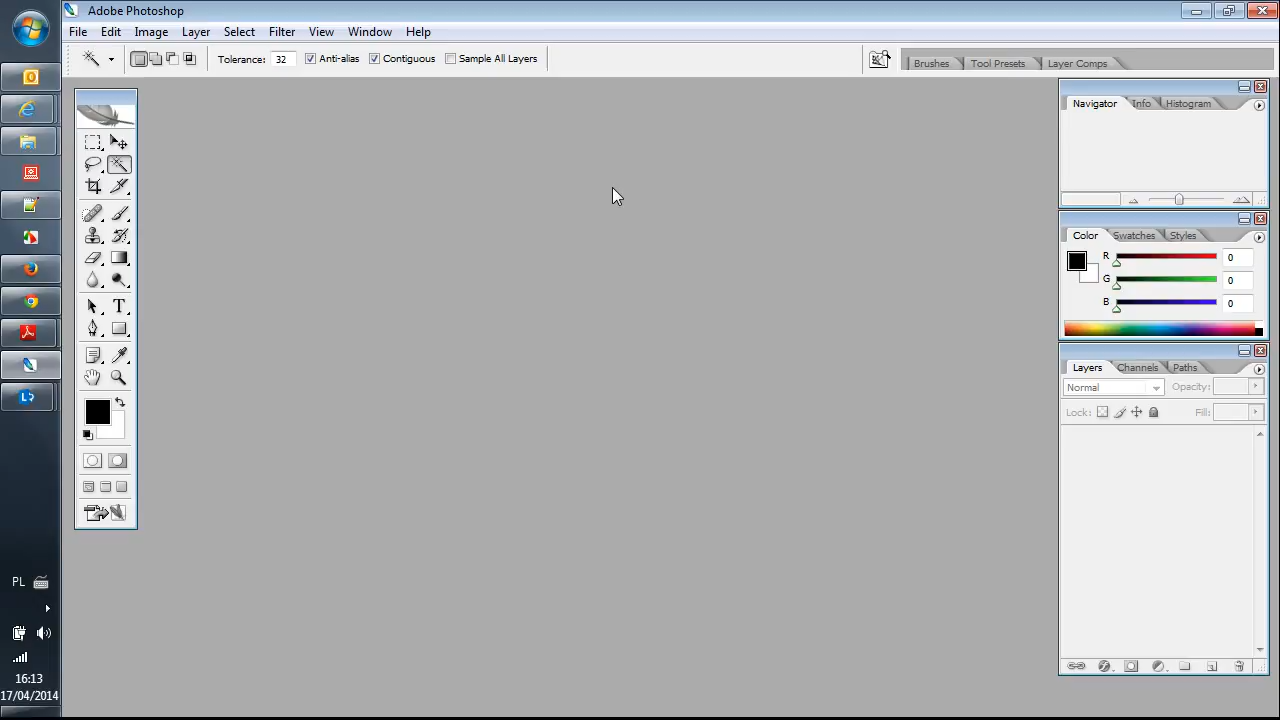 Adobe Photoshop
File Edit Image Layer Select Filter View Window Help
Tolerance: 32 Anti-alias Contiguous Sample All Layers
Brushes Tool Presets Layer Comps
Navigator Info Histogram
Color Swatches Styles
R 0
G 0
B 0
Layers Channels Paths
Normal Opacity:
Lock: Fill:
T
PL
16:13
17/04/2014